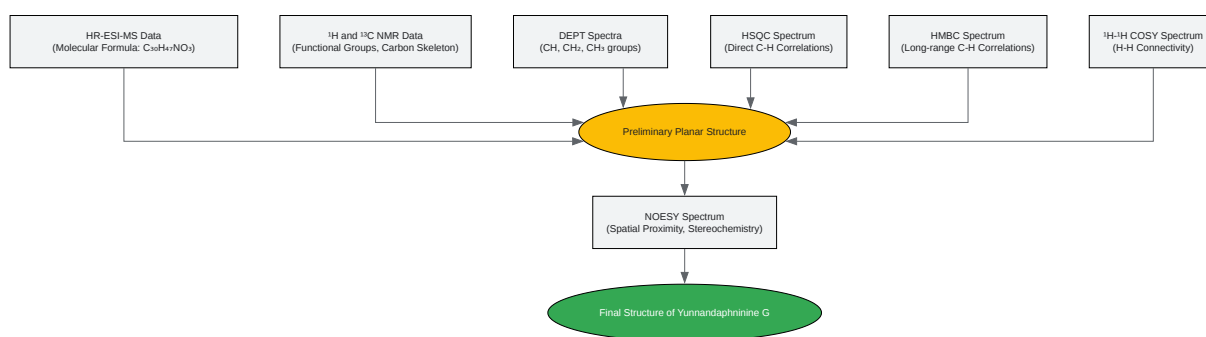 HR-ESI-MS Data
(Molecular Formula: C₃₀H₄₇NO₃)
¹H and ¹³C NMR Data
(Functional Groups, Carbon Skeleton)
DEPT Spectra
(CH, CH₂, CH₃ groups)
HSQC Spectrum
(Direct C-H Correlations)
HMBC Spectrum
(Long-range C-H Correlations)
¹H-¹H COSY Spectrum
(H-H Connectivity)
Preliminary Planar Structure
NOESY Spectrum
(Spatial Proximity, Stereochemistry)
Final Structure of Yunnandaphninine G